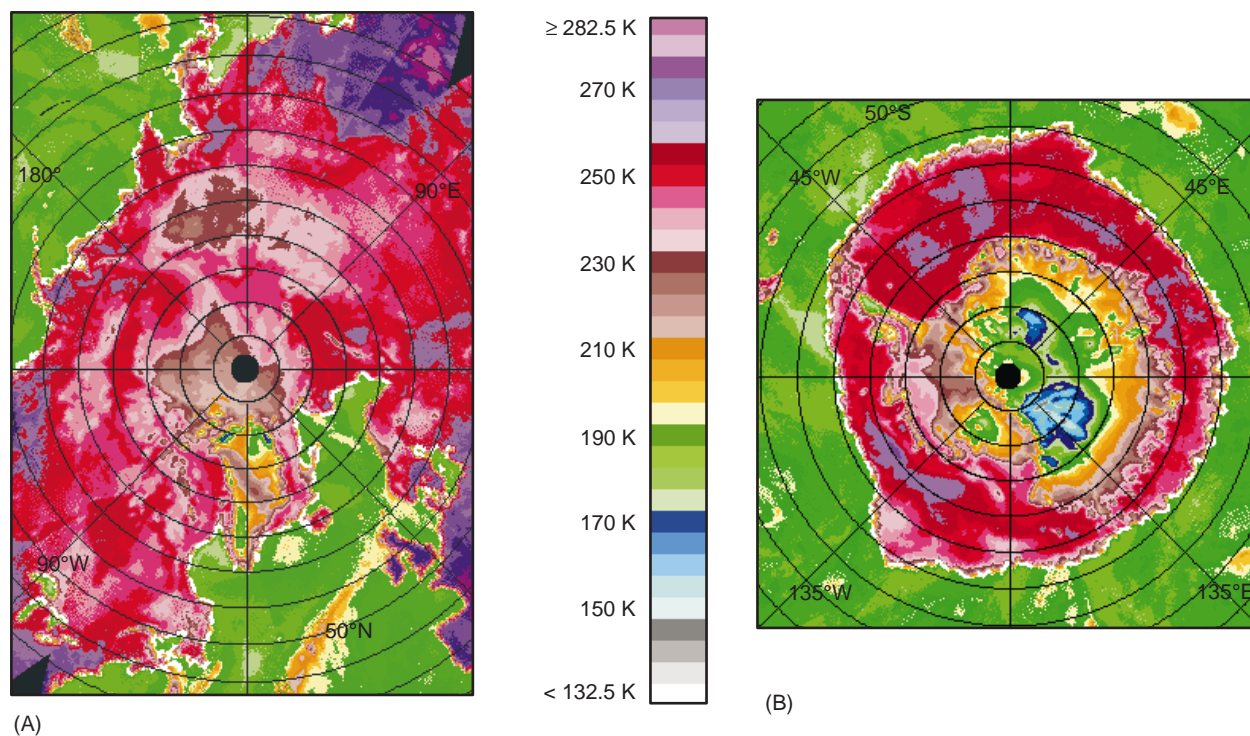 180°
90°E
90°W
50°N
(A)
≥ 282.5 K
270 K
250 K
230 K
210 K
190 K
170 K
150 K
< 132.5 K
50°S
45°W
45°E
135°W
135°E
(B)